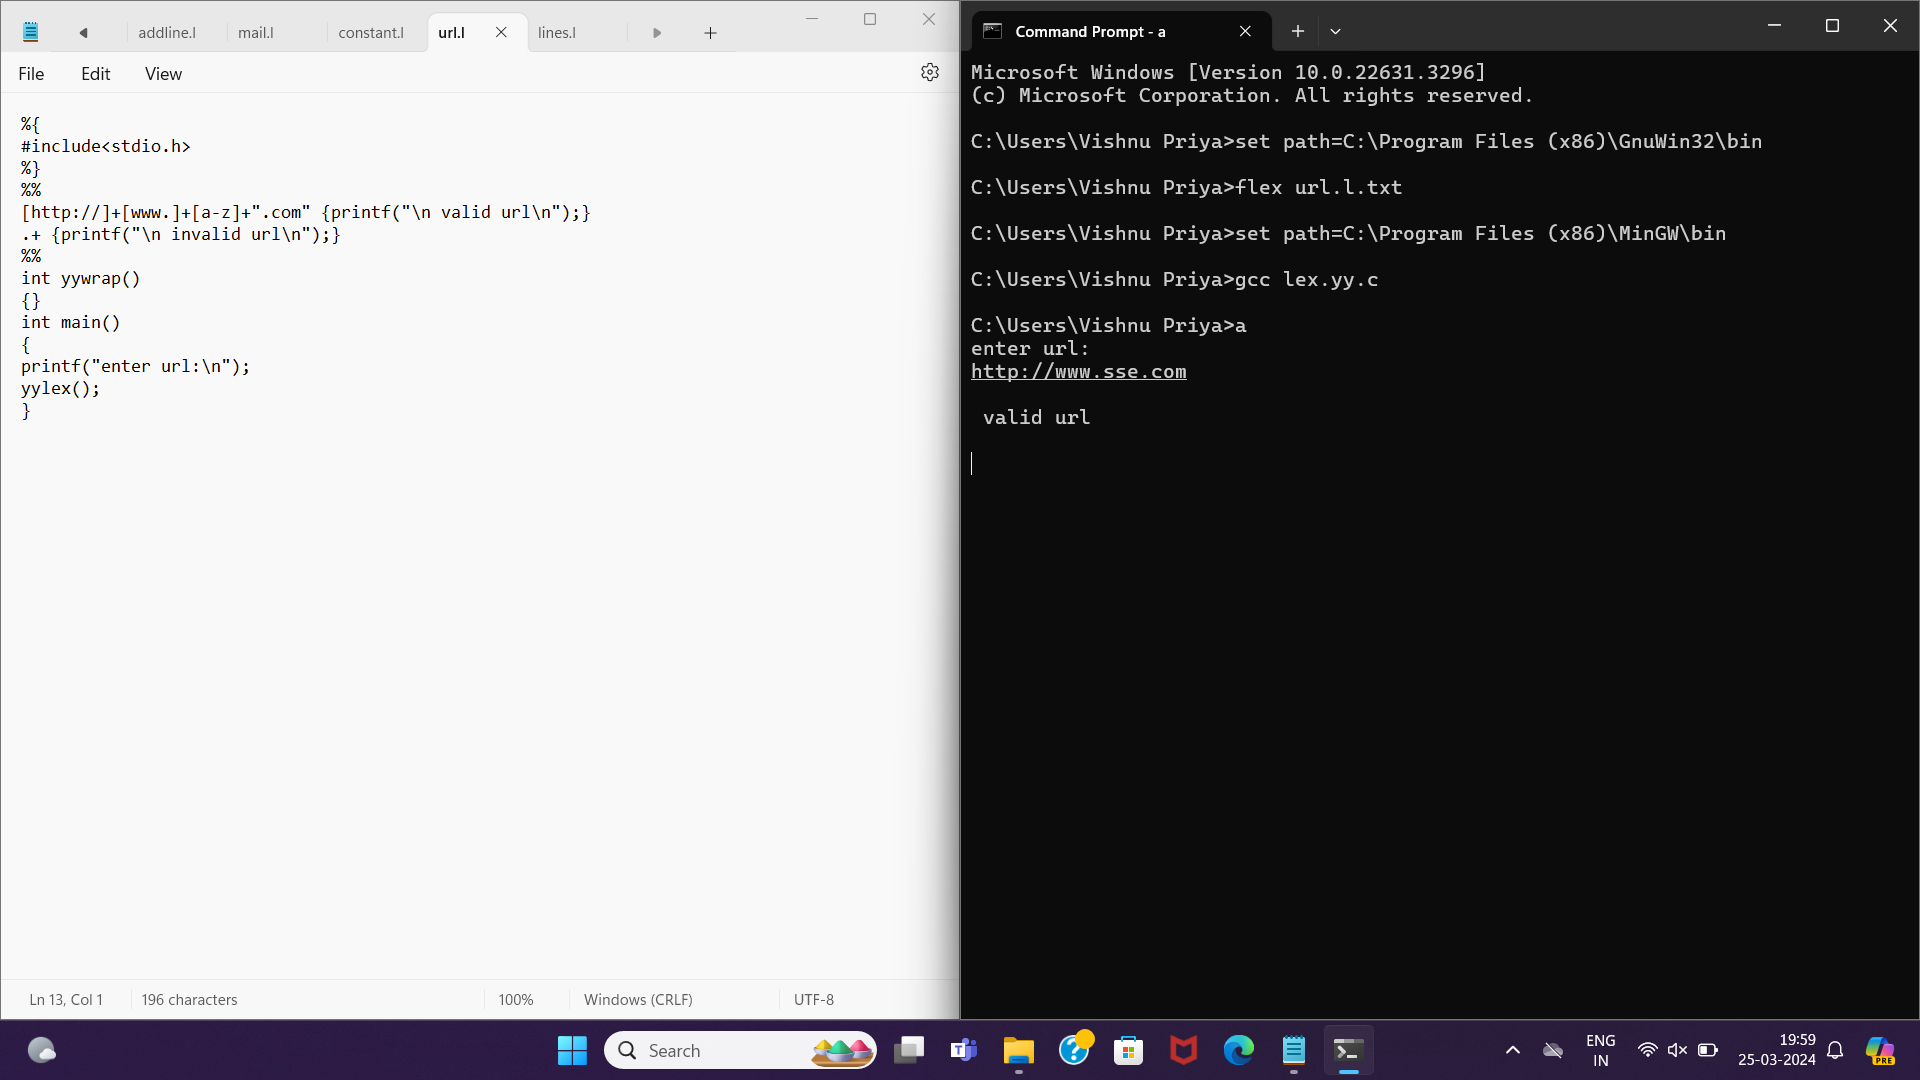 addline.l mail.l constant.l url.l lines.l
File Edit View
%{
#include<stdio.h>
%}
%%
[http://]+[www.]+[a-z]+".com" {printf("\n valid url\n");}
.+ {printf("\n invalid url\n");}
%%
int yywrap()
{}
int main()
{
printf("enter url:\n");
yylex();
}
Ln 13, Col 1 196 characters 100% Windows (CRLF) UTF-8
Command Prompt - a
Microsoft Windows [Version 10.0.22631.3296]
(c) Microsoft Corporation. All rights reserved.
C:\Users\Vishnu Priya>set path=C:\Program Files (x86)\GnuWin32\bin
C:\Users\Vishnu Priya>flex url.l.txt
C:\Users\Vishnu Priya>set path=C:\Program Files (x86)\MinGW\bin
C:\Users\Vishnu Priya>gcc lex.yy.c
C:\Users\Vishnu Priya>a
enter url:
http://www.sse.com
valid url
Search
ENG
IN
19:59
25-03-2024
PRE